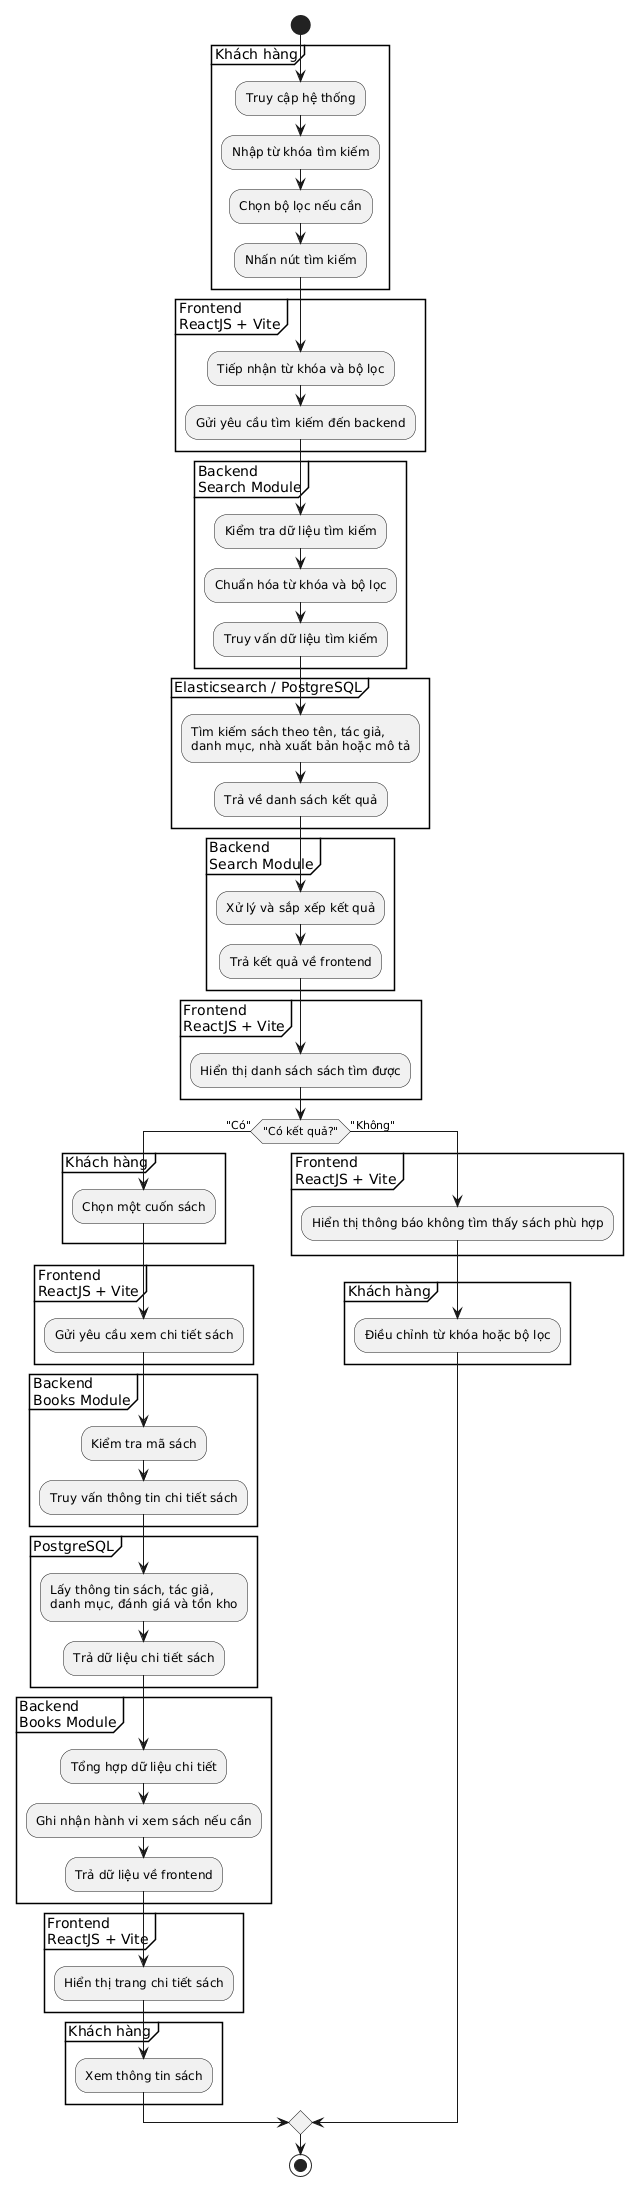 Khách hàng
Truy cập hệ thống
Nhập từ khóa tìm kiếm
Chọn bộ lọc nếu cần
Nhấn nút tìm kiếm
Frontend
ReactJS + Vite
Tiếp nhận từ khóa và bộ lọc
Gửi yêu cầu tìm kiếm đến backend
Backend
Search Module
Kiểm tra dữ liệu tìm kiếm
Chuẩn hóa từ khóa và bộ lọc
Truy vấn dữ liệu tìm kiếm
Elasticsearch / PostgreSQL
Tìm kiếm sách theo tên, tác giả,
danh mục, nhà xuất bản hoặc mô tả
Trả về danh sách kết quả
Backend
Search Module
Xử lý và sắp xếp kết quả
Trả kết quả về frontend
Frontend
ReactJS + Vite
Hiển thị danh sách sách tìm được
"Có"
"Có kết quả?"
"Không"
Khách hàng
Chọn một cuốn sách
Frontend
ReactJS + Vite
Gửi yêu cầu xem chi tiết sách
Backend
Books Module
Kiểm tra mã sách
Truy vấn thông tin chi tiết sách
PostgreSQL
Lấy thông tin sách, tác giả,
danh mục, đánh giá và tồn kho
Trả dữ liệu chi tiết sách
Backend
Books Module
Tổng hợp dữ liệu chi tiết
Ghi nhận hành vi xem sách nếu cần
Trả dữ liệu về frontend
Frontend
ReactJS + Vite
Hiển thị trang chi tiết sách
Khách hàng
Xem thông tin sách
Frontend
ReactJS + Vite
Hiển thị thông báo không tìm thấy sách phù hợp
Khách hàng
Điều chỉnh từ khóa hoặc bộ lọc